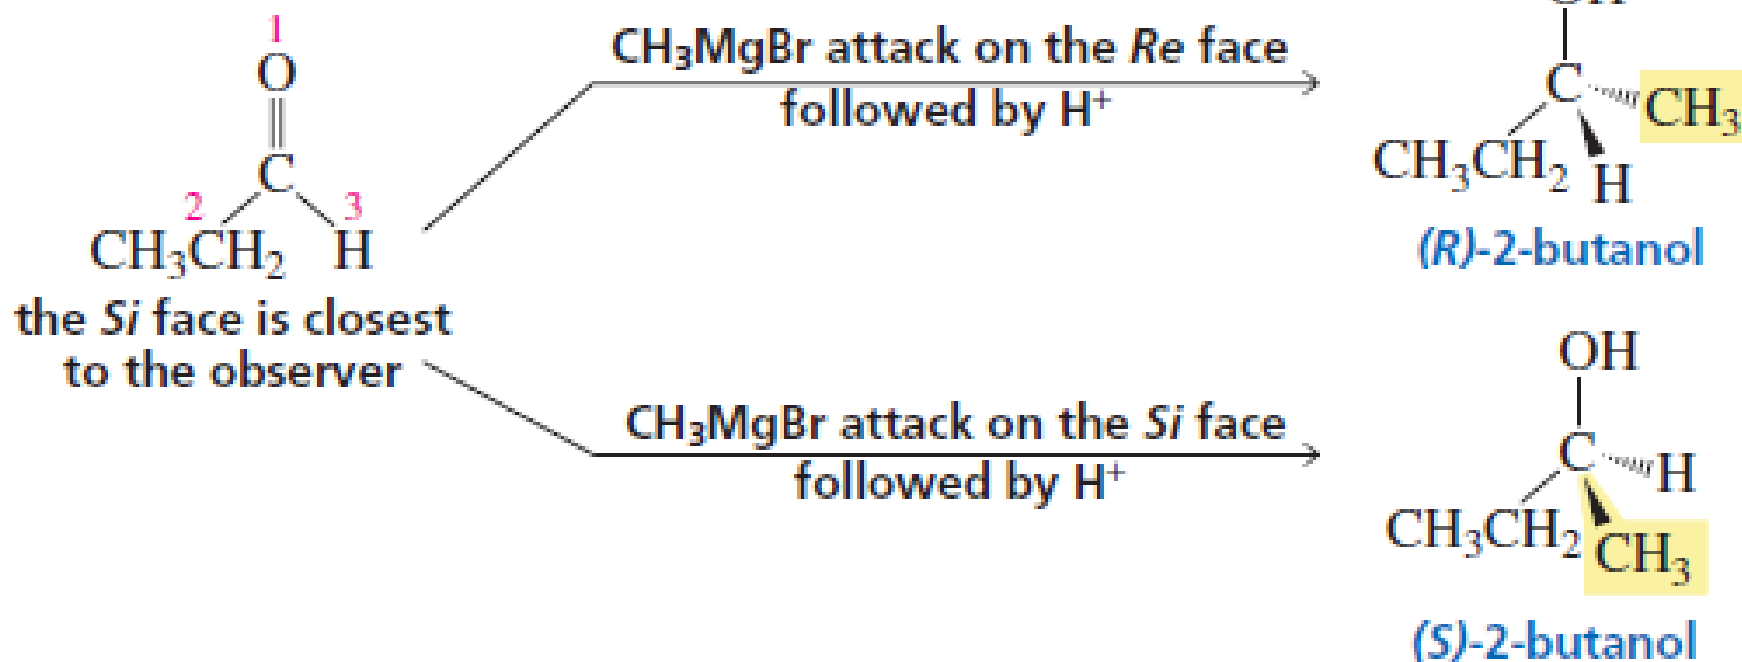 1
O
C
2 3
CH₃CH₂ H
the Si face is closest
to the observer
CH₃MgBr attack on the Re face
followed by H⁺
C CH₃
CH₃CH₂ H
(R)-2-butanol
CH₃MgBr attack on the Si face
followed by H⁺
OH
C H
CH₃CH₂ CH₃
(S)-2-butanol